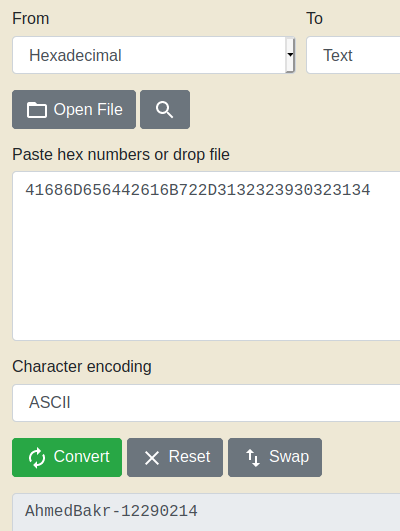 From To
Hexadecimal Text
Open File
Paste hex numbers or drop file
41686D656442616B722D3132323930323134
Character encoding
ASCII
Convert Reset Swap
AhmedBakr-12290214